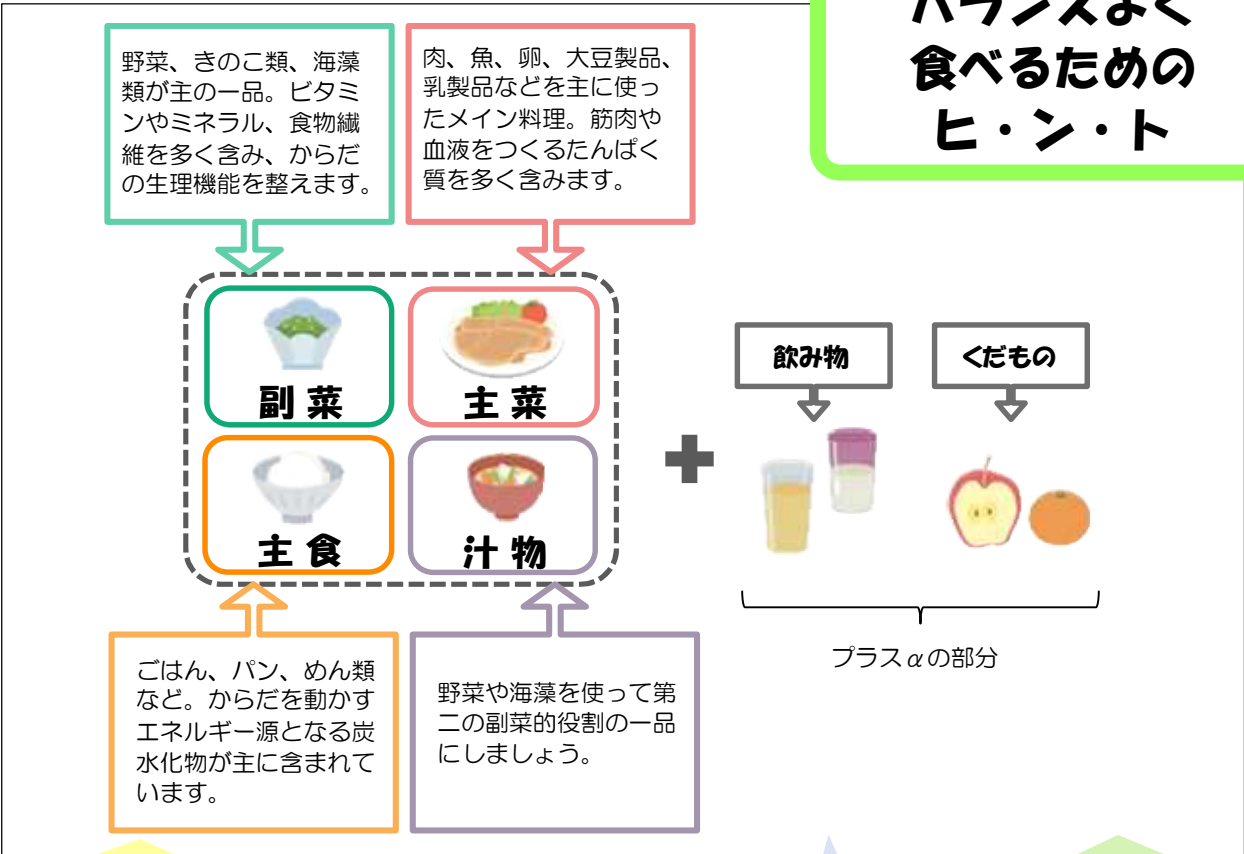 バランスよく
食べるための
ヒ・ン・ト
野菜、きのこ類、海藻
類が主の一品。ビタミ
ンやミネラル、食物繊
維を多く含み、からだ
の生理機能を整えます。
肉、魚、卵、大豆製品、
乳製品などを主に使っ
たメイン料理。筋肉や
血液をつくるたんぱく
質を多く含みます。
副菜
主菜
主食
汁物
飲み物
くだもの
プラスαの部分
ごはん、パン、めん類
など。からだを動かす
エネルギー源となる炭
水化物が主に含まれて
います。
野菜や海藻を使って第
二の副菜的役割の一品
にしましょう。